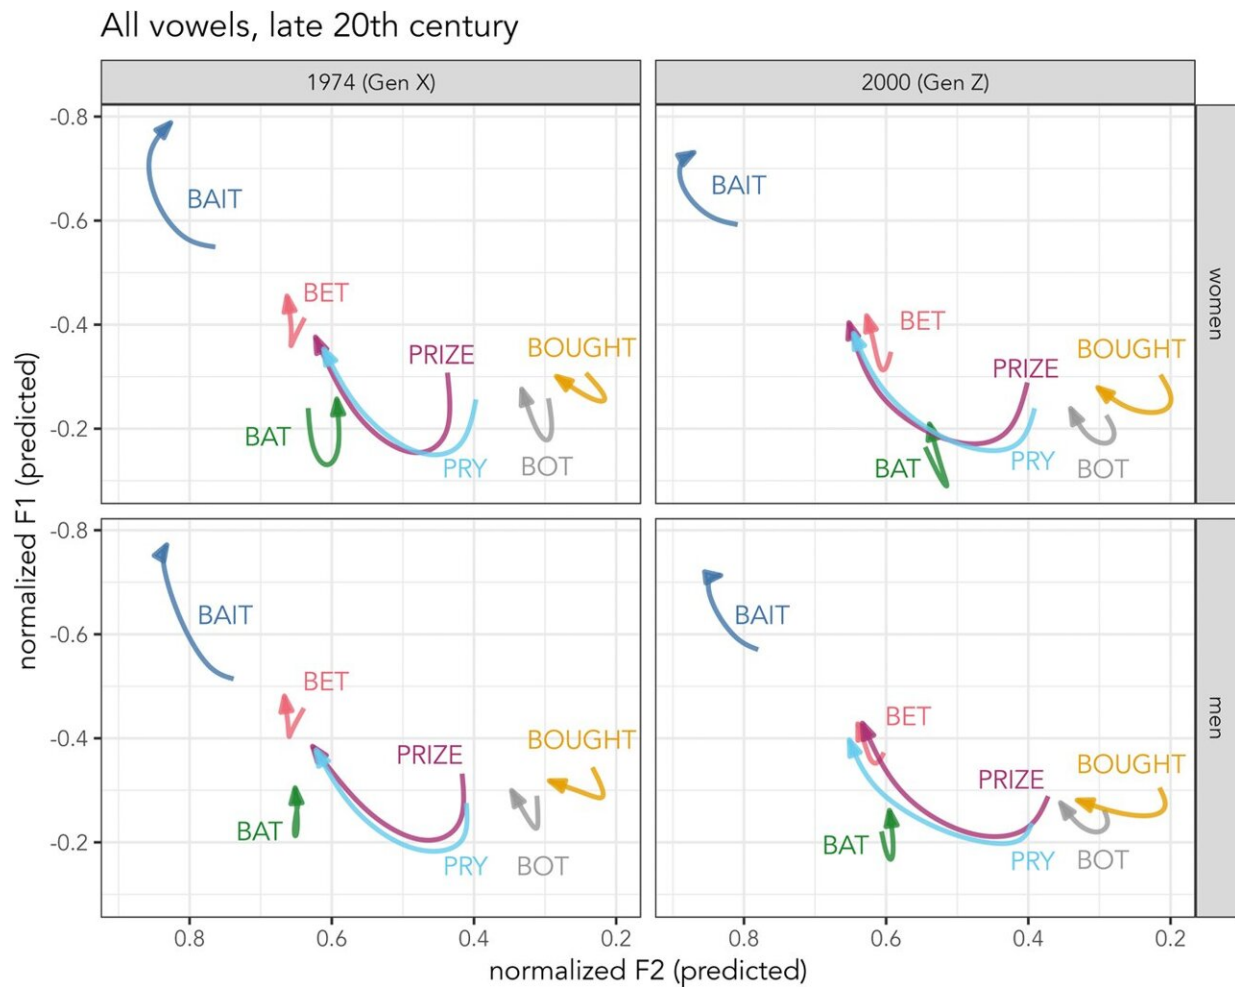 All vowels, late 20th century
1974 (Gen X)
2000 (Gen Z)
-0.8
BAIT
BAIT
-0.6
women
BET
BET
-0.4
PRIZE
BOUGHT
PRIZE
BOUGHT
BAT
-0.2
PRY
BOT
BAT
PRY
BOT
normalized F1 (predicted)
-0.8
BAIT
BAIT
-0.6
men
BET
BET
-0.4
PRIZE
BOUGHT
PRIZE
BOUGHT
BAT
-0.2
PRY
BOT
BAT
PRY
BOT
0.8 0.6 0.4 0.2
0.8 0.6 0.4 0.2
normalized F2 (predicted)